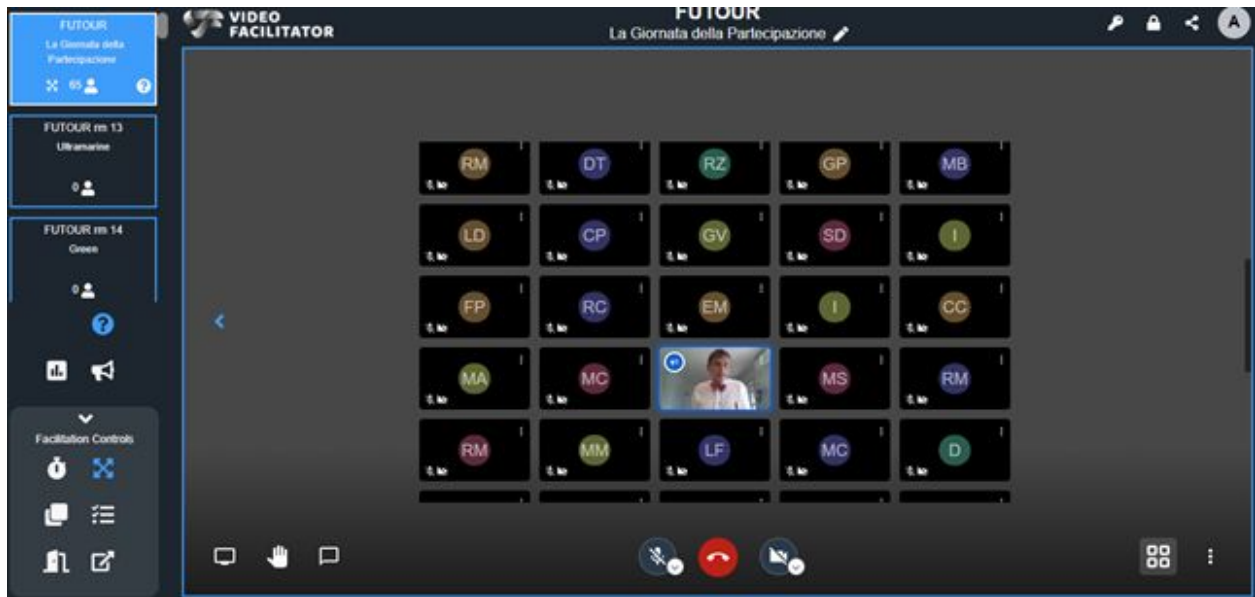 FUTOUR
La Giornata della
Partecipazione
65
FUTOUR rm 13
Ultramarine
0
FUTOUR rm 14
Green
0
Facilitation Controls
VIDEO
FACILITATOR
FUTOUR
La Giornata della Partecipazione
A
RM DT RZ GP MB
LD CP GV SD I
FP RC EM I CC
MA MC MS RM
RM MM LF MC D